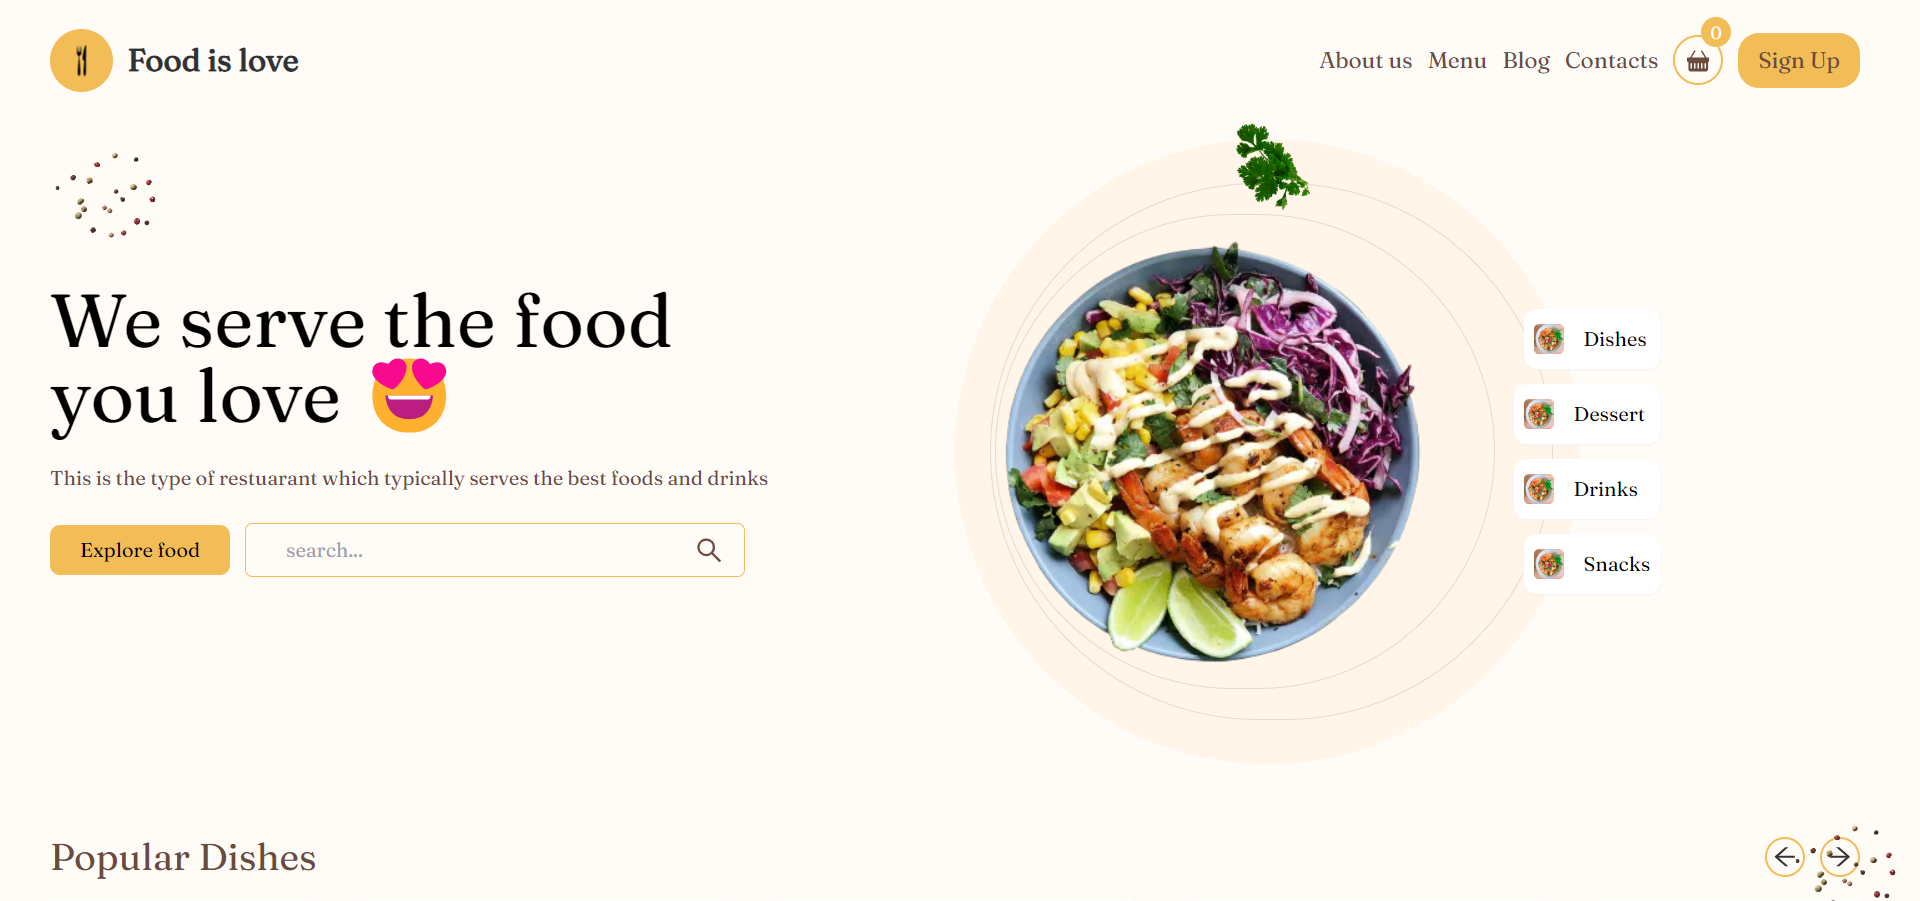 Food is love
About us Menu Blog Contacts 0 Sign Up
We serve the food
you love
This is the type of restuarant which typically serves the best foods and drinks
Explore food search...
Dishes
Dessert
Drinks
Snacks
Popular Dishes